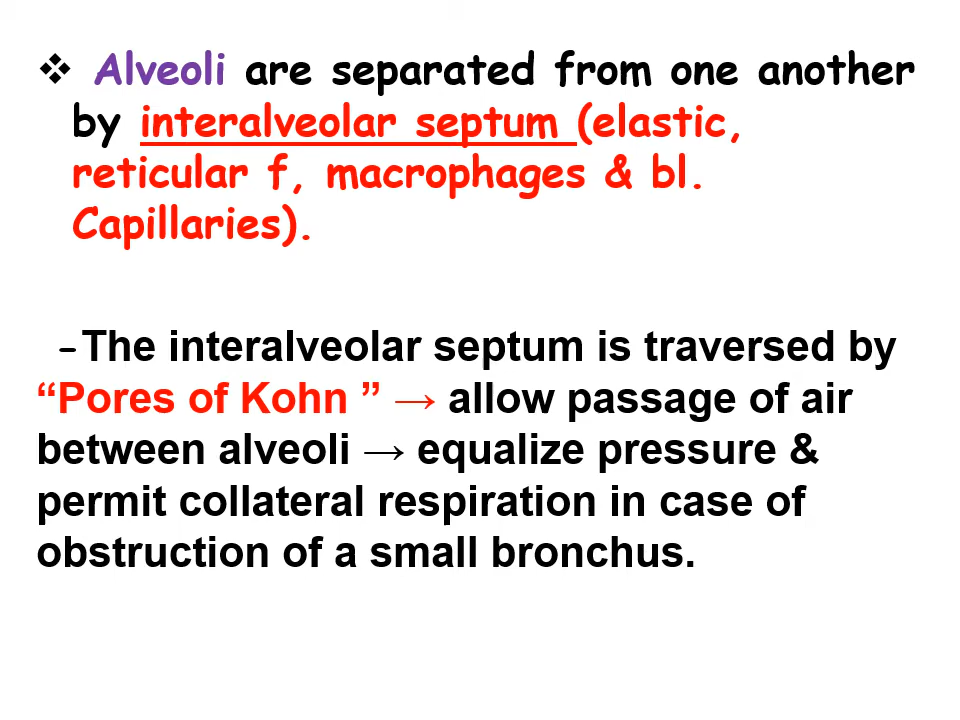 ❖ Alveoli are separated from one another
by interalveolar septum (elastic,
reticular f, macrophages & bl.
Capillaries).
–The interalveolar septum is traversed by
“Pores of Kohn ” → allow passage of air
between alveoli → equalize pressure &
permit collateral respiration in case of
obstruction of a small bronchus.